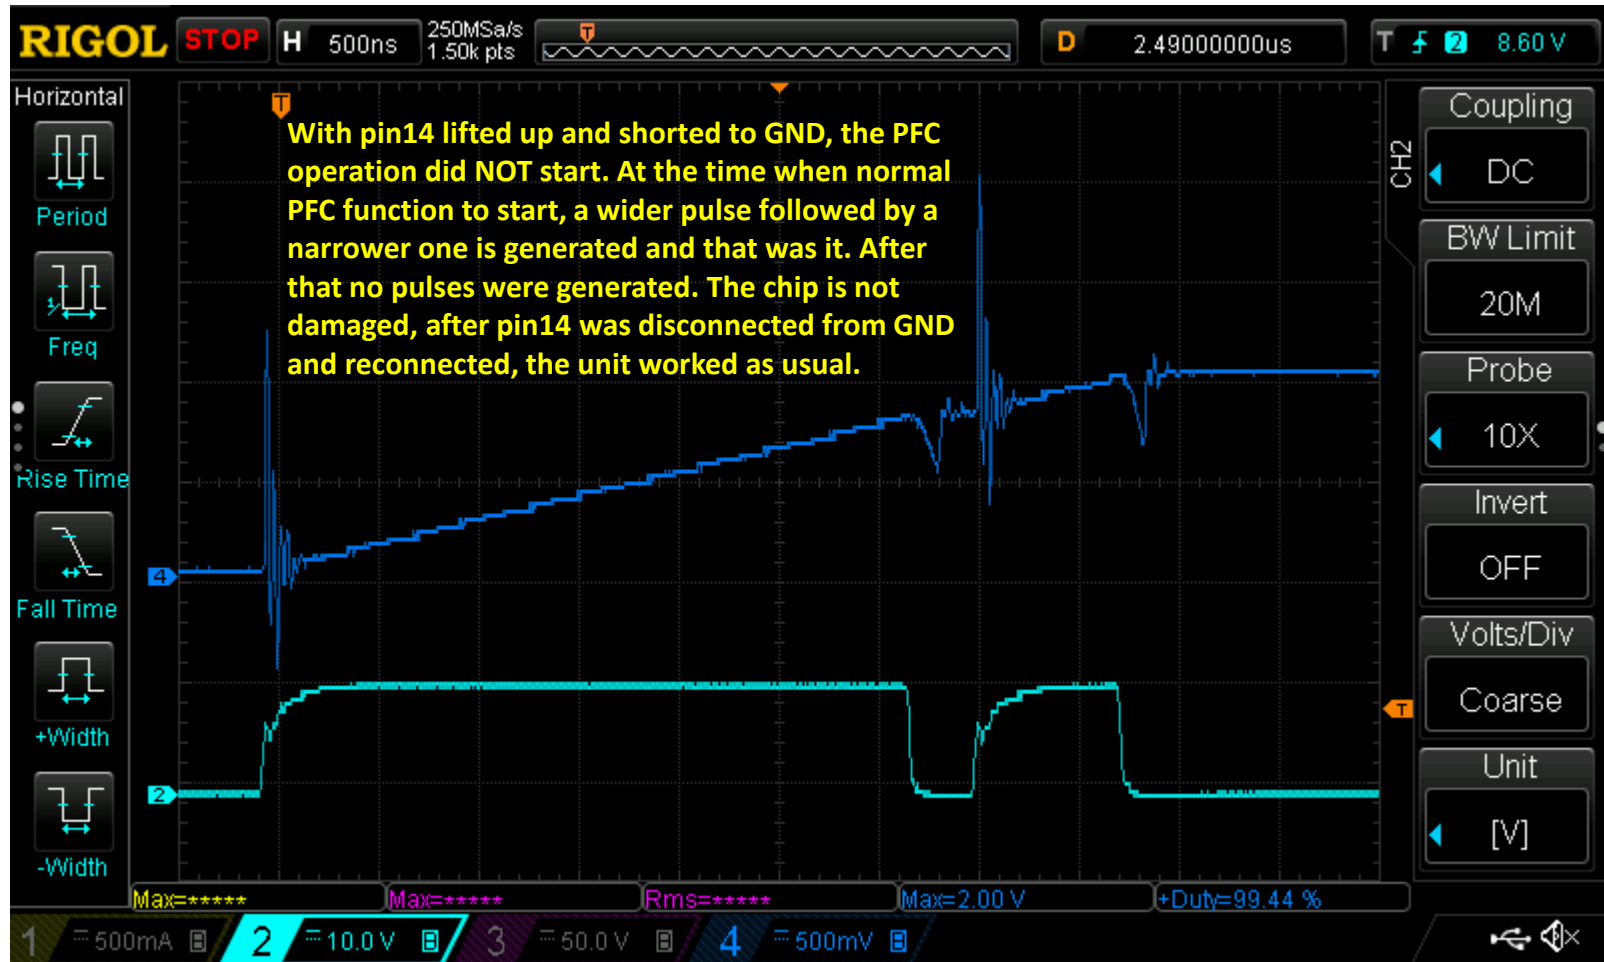 RIGOL STOP H 500ns 250MSa/s 1.50k pts T D 2.49000000us T 2 8.60 V
Horizontal
Period
Freq
Rise Time
Fall Time
+Width
-Width
T
With pin14 lifted up and shorted to GND, the PFC
operation did NOT start. At the time when normal
PFC function to start, a wider pulse followed by a
narrower one is generated and that was it. After
that no pulses were generated. The chip is not
damaged, after pin14 was disconnected from GND
and reconnected, the unit worked as usual.
4
2
T
CH2
Coupling
DC
BW Limit
20M
Probe
10X
Invert
OFF
Volts/Div
Coarse
Unit
[V]
Max=***** Max=***** Rms=***** Max=2.00 V +Duty=99.44 %
1 500mA B 2 10.0 V B 3 50.0 V B 4 500mV B